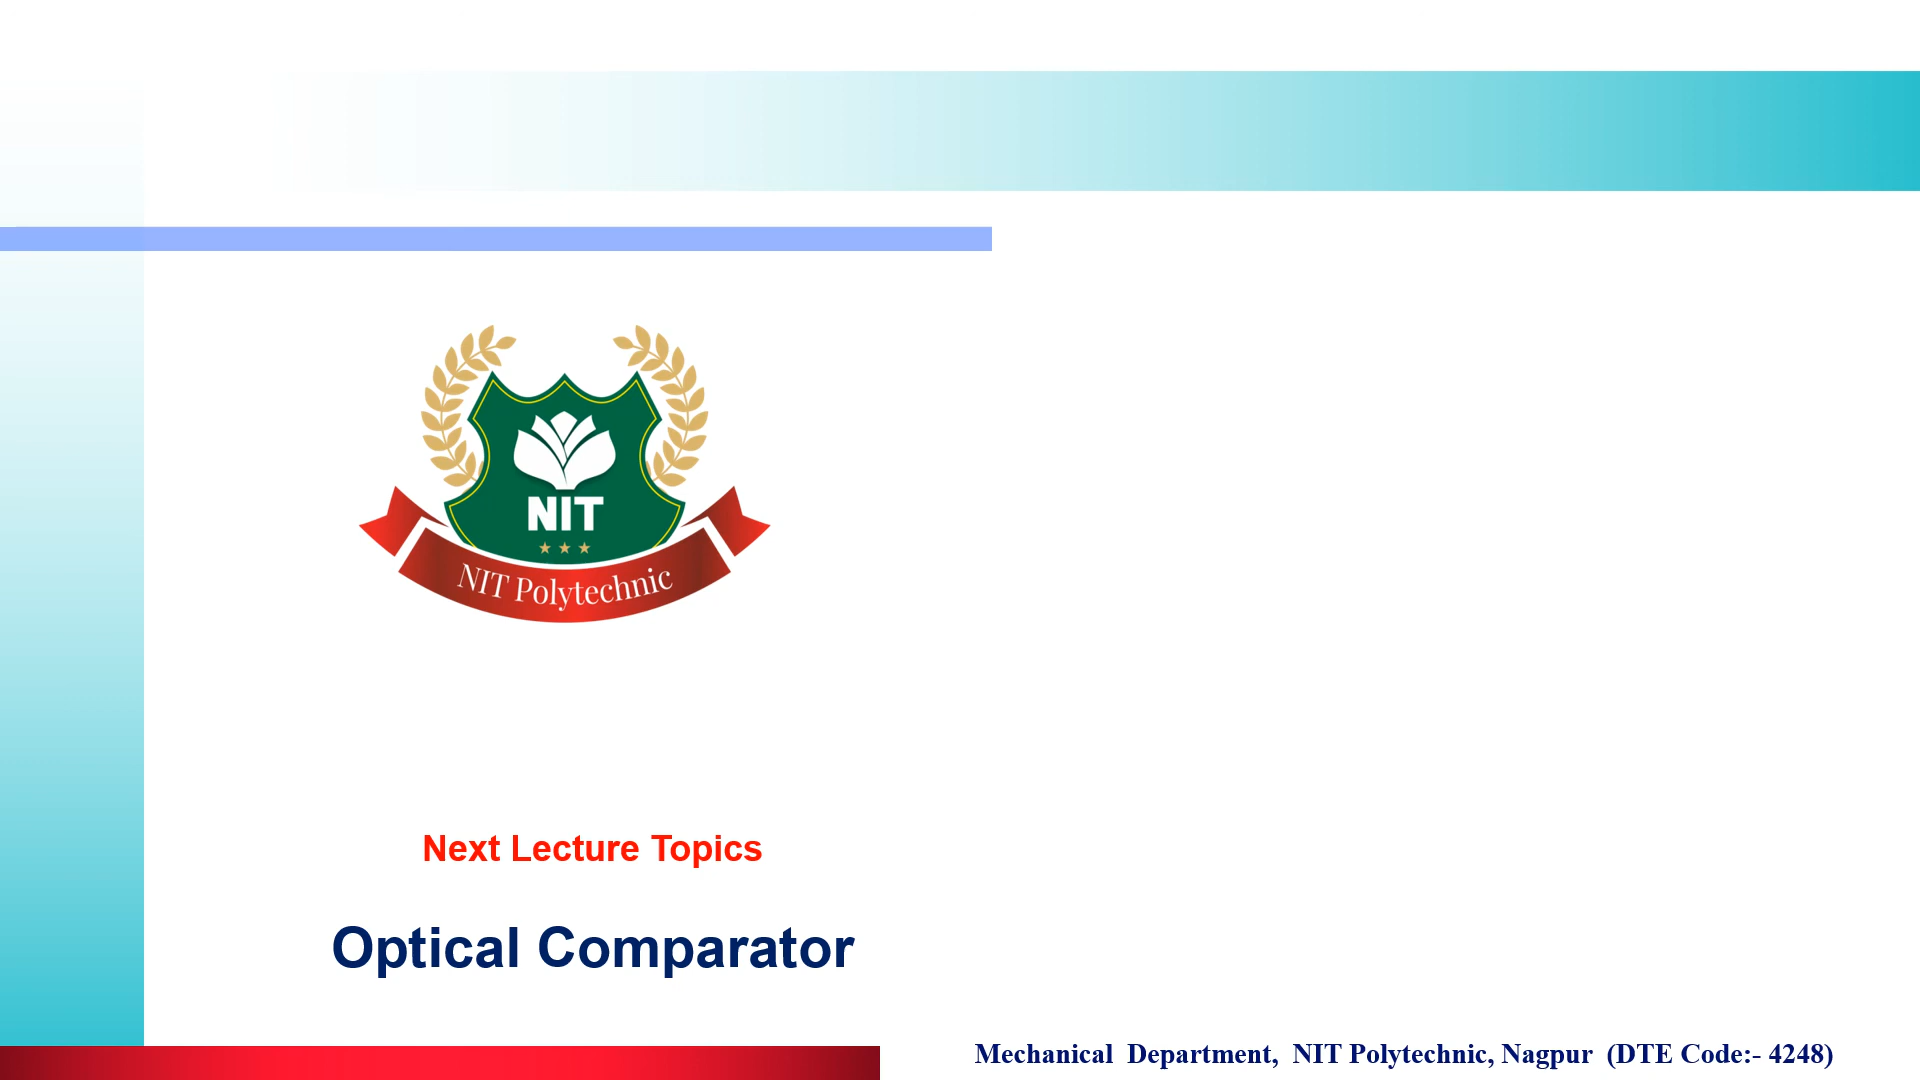 NIT
NIT Polytechnic
Next Lecture Topics
Optical Comparator
Mechanical Department, NIT Polytechnic, Nagpur (DTE Code:- 4248)